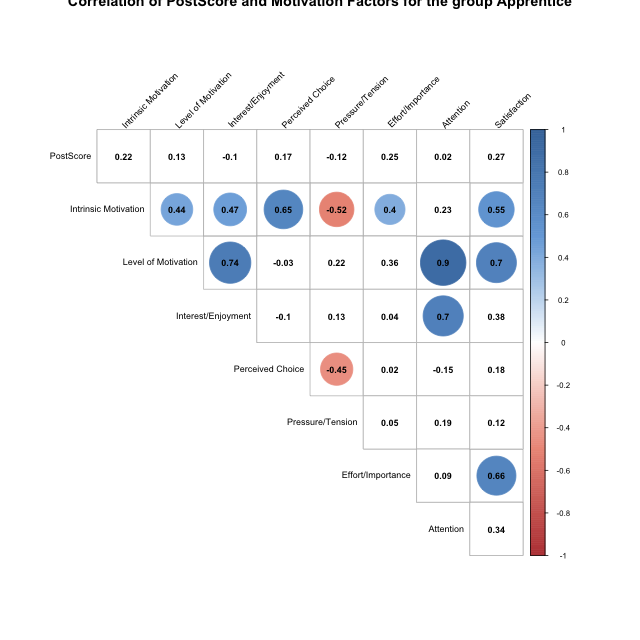 Correlation of PostScore and Motivation Factors for the group Apprentice
Intrinsic Motivation
Level of Motivation
Interest/Enjoyment
Perceived Choice
Pressure/Tension
Effort/Importance
Attention
Satisfaction
PostScore 0.22 0.13 -0.1 0.17 -0.12 0.25 0.02 0.27
Intrinsic Motivation 0.44 0.47 0.65 -0.52 0.4 0.23 0.55
Level of Motivation 0.74 -0.03 0.22 0.36 0.9 0.7
Interest/Enjoyment -0.1 0.13 0.04 0.7 0.38
Perceived Choice -0.45 0.02 -0.15 0.18
Pressure/Tension 0.05 0.19 0.12
Effort/Importance 0.09 0.66
Attention 0.34
1
0.8
0.6
0.4
0.2
0
-0.2
-0.4
-0.6
-0.8
-1